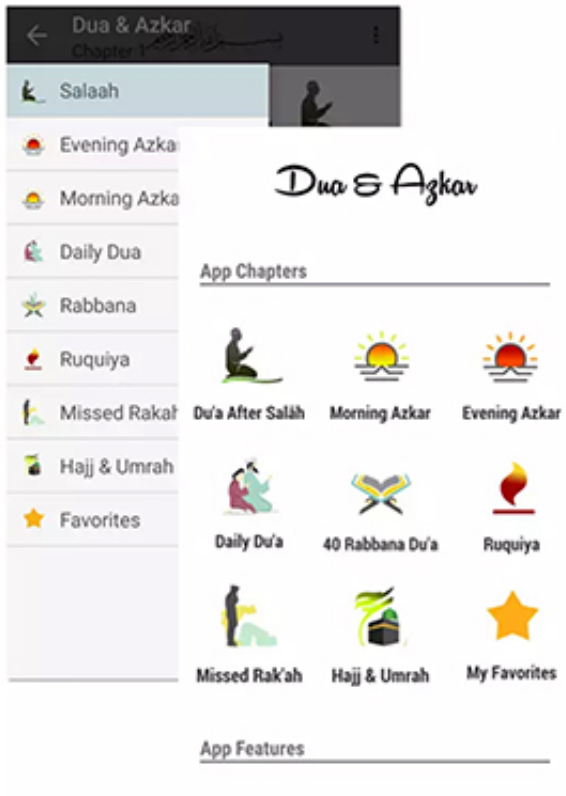 Dua & Azkar
Chapter 1
Salaah
Evening Azka
Morning Azka
Daily Dua
Rabbana
Ruquiya
Missed Rakah
Hajj & Umrah
Favorites
Dua & Azkar
App Chapters
Du'a After Salāh Morning Azkar Evening Azkar
Daily Du'a 40 Rabbana Du'a Ruquiya
Missed Rak'ah Hajj & Umrah My Favorites
App Features